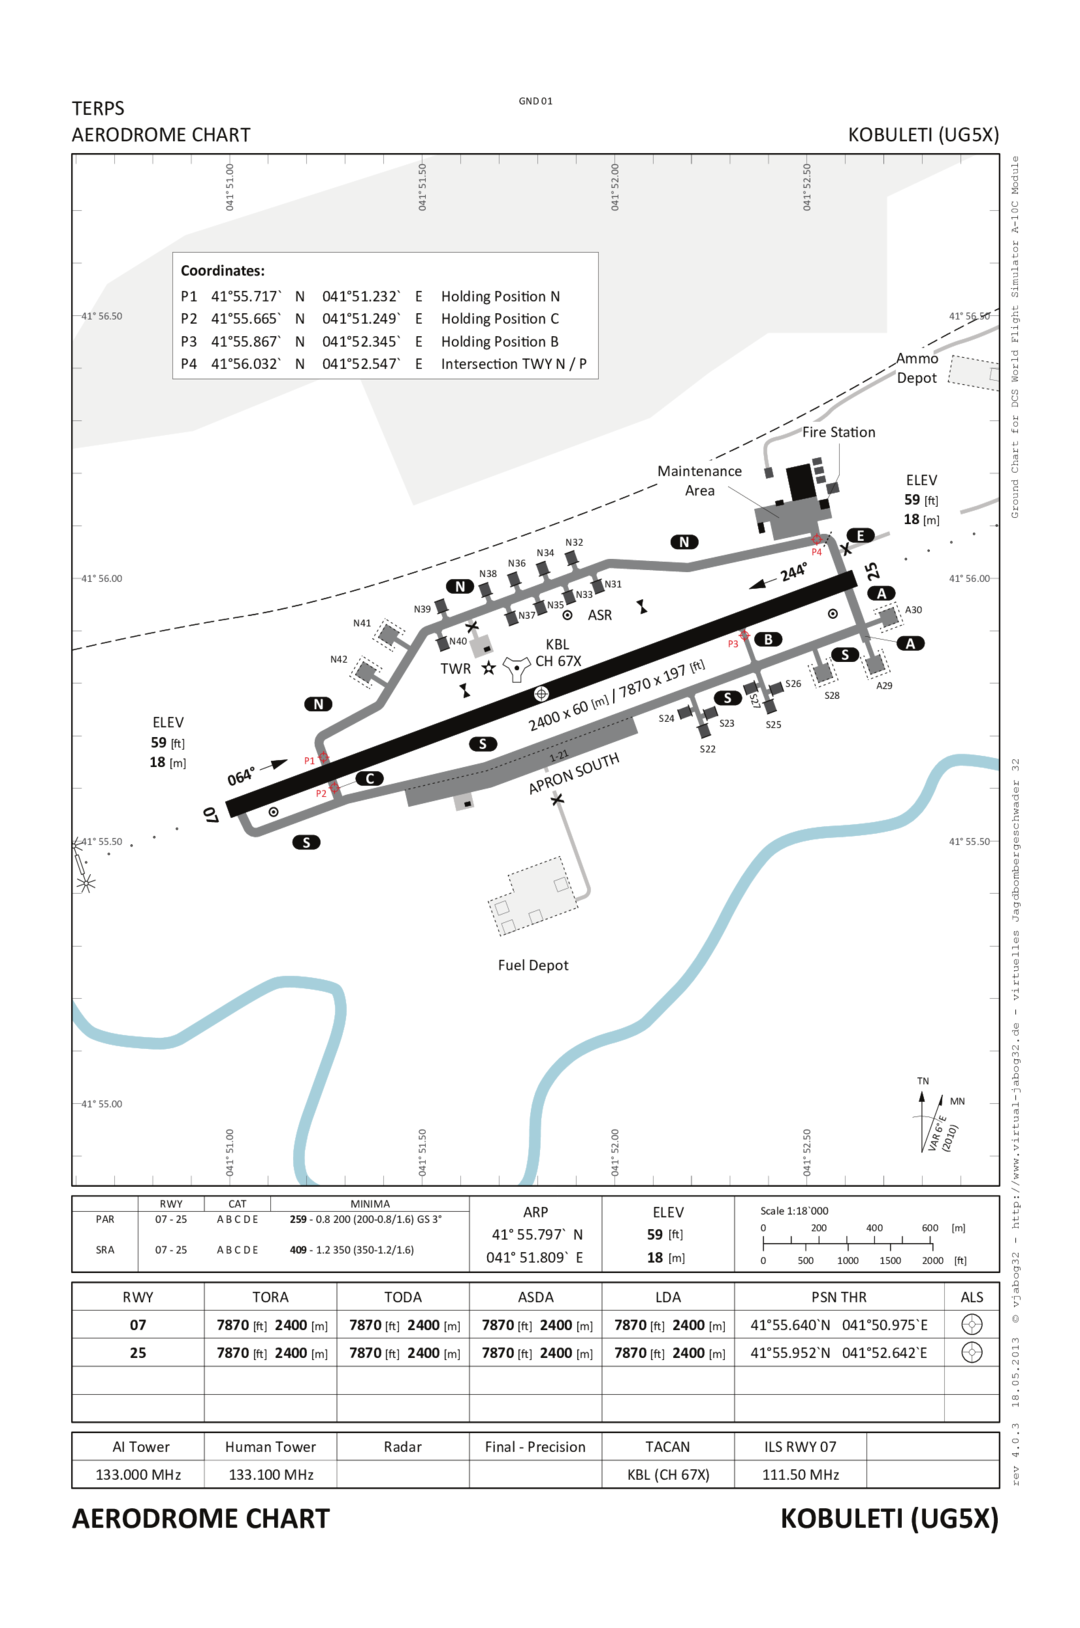 TERPS
GND 01
AERODROME CHART
KOBULETI (UG5X)
041° 51.00
041° 51.50
041° 52.00
041° 52.50
Coordinates:
P1 41°55.717` N 041°51.232` E Holding Position N
P2 41°55.665` N 041°51.249` E Holding Position C
P3 41°55.867` N 041°52.345` E Holding Position B
P4 41°56.032` N 041°52.547` E Intersection TWY N / P
41° 56.50
41° 56.50
Ammo
Depot
Fire Station
Maintenance
Area
ELEV
59 [ft]
18 [m]
N
E
P4
N32
N34
N36
N38
N39
N40
N37
N35
N33
N31
N
244°
25
41° 56.00
41° 56.00
A
A30
A
A29
ASR
N41
N42
KBL
CH 67X
TWR
B
P3
S
S26
S27
S28
S25
S
S24
S23
S22
N
2400 x 60 [m] / 7870 x 197 [ft]
ELEV
59 [ft]
18 [m]
S
P1
064°
C
P2
1-21
APRON SOUTH
07
S
41° 55.50
41° 55.50
Fuel Depot
41° 55.00
TN
MN
VAR 6° E
(2010)
041° 51.00
041° 51.50
041° 52.00
041° 52.50
RWY CAT MINIMA
PAR 07 - 25 A B C D E 259 - 0.8 200 (200-0.8/1.6) GS 3°
SRA 07 - 25 A B C D E 409 - 1.2 350 (350-1.2/1.6)
ARP
41° 55.797` N
041° 51.809` E
ELEV
59 [ft]
18 [m]
Scale 1:18`000
0 200 400 600 [m]
0 500 1000 1500 2000 [ft]
RWY TORA TODA ASDA LDA PSN THR ALS
07 7870 [ft] 2400 [m] 7870 [ft] 2400 [m] 7870 [ft] 2400 [m] 7870 [ft] 2400 [m] 41°55.640`N 041°50.975`E
25 7870 [ft] 2400 [m] 7870 [ft] 2400 [m] 7870 [ft] 2400 [m] 7870 [ft] 2400 [m] 41°55.952`N 041°52.642`E
AI Tower Human Tower Radar Final - Precision TACAN ILS RWY 07
133.000 MHz 133.100 MHz KBL (CH 67X) 111.50 MHz
AERODROME CHART
KOBULETI (UG5X)
rev 4.0.3 18.05.2013 © vjabog32 - http://www.virtual-jabog32.de - virtuelles Jagdbombergeschwader 32
Ground Chart for DCS World Flight Simulator A-10C Module